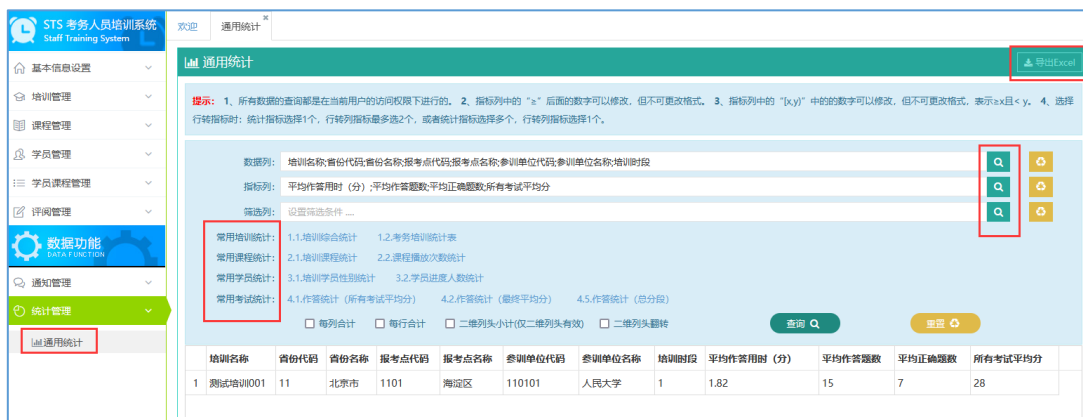 STS 考务人员培训系统
Staff Training System
欢迎 通用统计
基本信息设置
培训管理
课程管理
学员管理
学员课程管理
评阅管理
数据功能
DATA FUNCTION
通知管理
统计管理
通用统计
通用统计
导出Excel
提示: 1、所有数据的查询都是在当前用户的访问权限下进行的。 2、指标列中的“≥”后面的数字可以修改,但不可更改格式。 3、指标列中的“[x,y)”中的的数字可以修改,但不可更改格式,表示≥x且< y。 4、选择
行转指标时:统计指标选择1个,行转列指标最多选2个,或者统计指标选择多个,行转列指标选择1个。
数据列: 培训名称;省份代码;省份名称;报考点代码;报考点名称;参训单位代码;参训单位名称;培训时段
指标列: 平均作答用时(分);平均作答题数;平均正确题数;所有考试平均分
筛选列: 设置筛选条件 ....
常用培训统计: 1.1.培训综合统计 1.2.考务培训统计表
常用课程统计: 2.1.培训课程统计 2.2.课程播放次数统计
常用学员统计: 3.1.培训学员性别统计 3.2.学员进度人数统计
常用考试统计: 4.1.作答统计(所有考试平均分) 4.2.作答统计(最终平均分) 4.5.作答统计(总分段)
每列合计 每行合计 二维列头小计(仅二维列头有效) 二维列头翻转 查询 重置
培训名称 省份代码 省份名称 报考点代码 报考点名称 参训单位代码 参训单位名称 培训时段 平均作答用时(分) 平均作答题数 平均正确题数 所有考试平均分
1 测试培训001 11 北京市 1101 海淀区 110101 人民大学 1 1.82 15 7 28